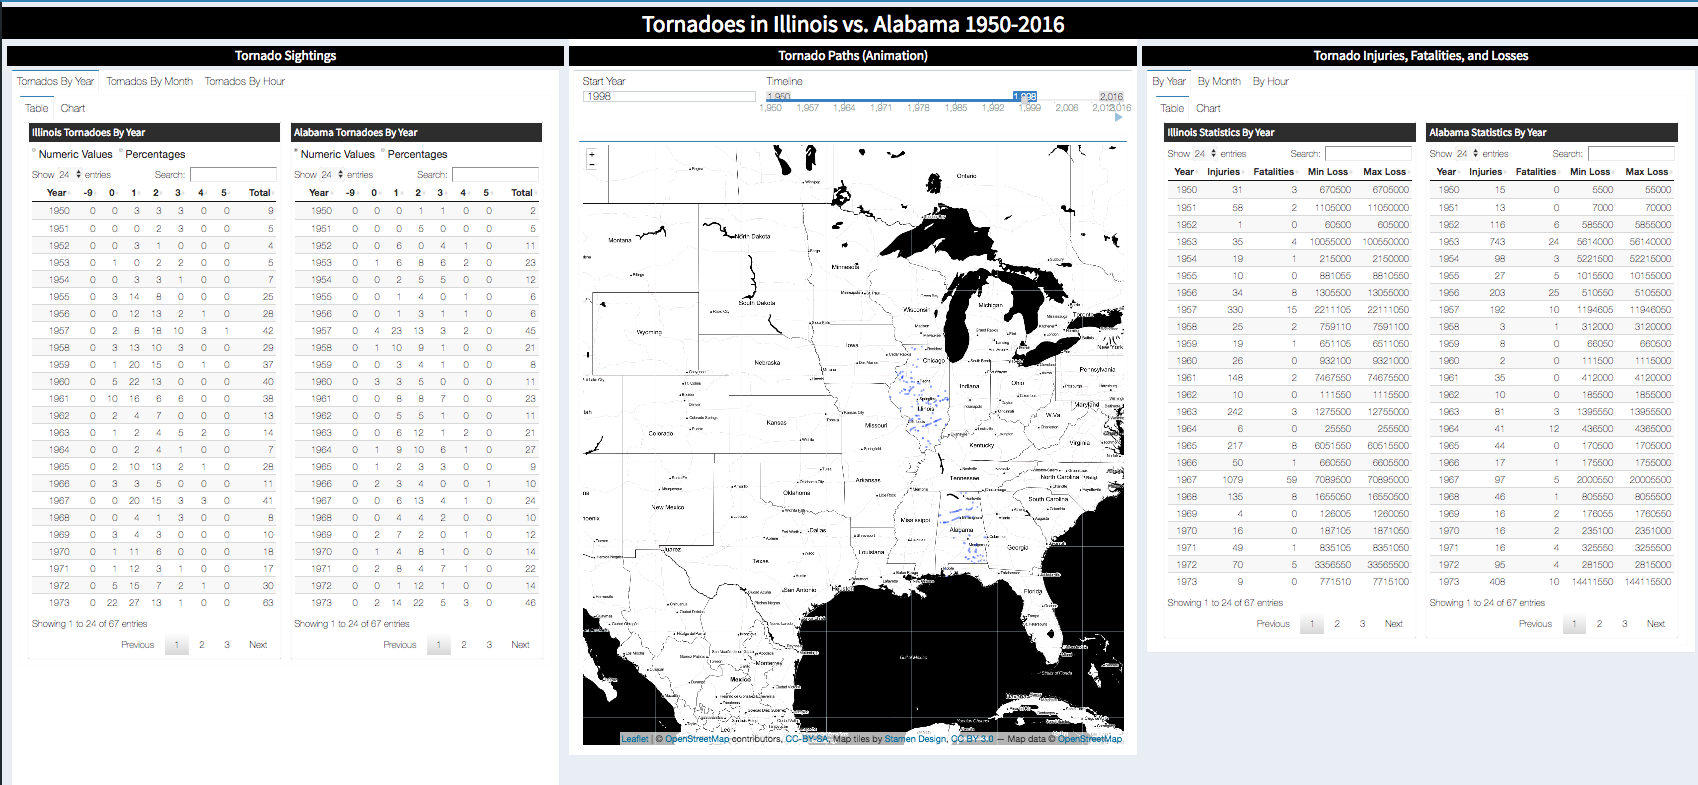 Tornadoes in Illinois vs. Alabama 1950-2016
Tornado Sightings
Tornados By Year Tornados By Month Tornados By Hour
Table Chart
Illinois Tornadoes By Year
Numeric Values Percentages
Show 24 entries Search:
Year -9 0 1 2 3 4 5 Total
1950 0 0 3 3 3 0 0 9
1951 0 0 0 2 3 0 0 5
1952 0 0 3 1 0 0 0 4
1953 0 1 0 2 2 0 0 5
1954 0 0 3 3 1 0 0 7
1955 0 3 14 8 0 0 0 25
1956 0 0 12 13 2 1 0 28
1957 0 2 8 18 10 3 1 42
1958 0 3 13 10 3 0 0 29
1959 0 1 20 15 0 1 0 37
1960 0 5 22 13 0 0 0 40
1961 0 10 16 6 6 0 0 38
1962 0 2 4 7 0 0 0 13
1963 0 1 2 4 5 2 0 14
1964 0 0 2 4 1 0 0 7
1965 0 2 10 13 2 1 0 28
1966 0 3 3 5 0 0 0 11
1967 0 0 20 15 3 3 0 41
1968 0 0 4 1 3 0 0 8
1969 0 3 4 3 0 0 0 10
1970 0 1 11 6 0 0 0 18
1971 0 1 12 3 1 0 0 17
1972 0 5 15 7 2 1 0 30
1973 0 22 27 13 1 0 0 63
Showing 1 to 24 of 67 entries
Previous 1 2 3 Next
Alabama Tornadoes By Year
Numeric Values Percentages
Show 24 entries Search:
Year -9 0 1 2 3 4 5 Total
1950 0 0 0 1 1 0 0 2
1951 0 0 0 5 0 0 0 5
1952 0 0 6 0 4 1 0 11
1953 0 1 6 8 6 2 0 23
1954 0 0 2 5 5 0 0 12
1955 0 0 1 4 0 1 0 6
1956 0 0 1 3 1 1 0 6
1957 0 4 23 13 3 2 0 45
1958 0 1 10 9 1 0 0 21
1959 0 0 3 4 1 0 0 8
1960 0 3 3 5 0 0 0 11
1961 0 0 8 8 7 0 0 23
1962 0 0 5 5 1 0 0 11
1963 0 0 6 12 1 2 0 21
1964 0 1 9 10 6 1 0 27
1965 0 1 2 3 3 0 0 9
1966 0 2 3 4 0 0 1 10
1967 0 0 6 13 4 1 0 24
1968 0 0 4 4 2 0 0 10
1969 0 2 7 2 0 1 0 12
1970 0 1 4 8 1 0 0 14
1971 0 2 8 4 7 1 0 22
1972 0 0 1 12 1 0 0 14
1973 0 2 14 22 5 3 0 46
Showing 1 to 24 of 67 entries
Previous 1 2 3 Next
Tornado Paths (Animation)
Start Year Timeline
1998
1,950 1,998 2,016
1,950 1,957 1,964 1,971 1,978 1,985 1,992 1,999 2,006
Ontario
Montana
North Dakota
Minnesota
South Dakota
Wisconsin
Michigan
Wyoming
Iowa
Nebraska
Chicago
Pennsylvania
Indiana
Ohio
Illinois
Maryland
W.Va.
Colorado
Kansas
Missouri
Kentucky
Virginia
Tennessee
North Carolina
Arkansas
Oklahoma
South Carolina
New Mexico
Mississippi
Alabama
Dallas
Georgia
Juarez
Texas
Louisiana
San Antonio
Florida
Gulf of Mexico
Monterrey
Mexico
Leaflet | © OpenStreetMap contributors, CC-BY-SA, Map tiles by Stamen Design, CC BY 3.0 — Map data © OpenStreetMap
Tornado Injuries, Fatalities, and Losses
By Year By Month By Hour
Table Chart
Illinois Statistics By Year
Show 24 entries Search:
Year Injuries Fatalities Min Loss Max Loss
1950 31 3 670500 6705000
1951 58 2 1105050 11050000
1952 1 0 60500 605000
1953 35 4 10055000 100550000
1954 19 1 215000 2150000
1955 10 0 881055 8810550
1956 34 8 1305500 13055000
1957 330 15 2211105 22111050
1958 25 2 759110 7591100
1959 19 1 651105 6511050
1960 26 0 932100 9321000
1961 148 2 7467550 74675500
1962 10 0 111550 1115500
1963 242 3 1275500 12755000
1964 6 0 25550 255500
1965 217 8 6051550 60515500
1966 50 1 660550 6605500
1967 1079 59 7089500 70895000
1968 135 8 1655050 16550500
1969 4 0 126005 1260050
1970 16 0 187105 1871050
1971 49 1 835105 8351050
1972 70 5 3356550 33565500
1973 9 0 771510 7715100
Showing 1 to 24 of 67 entries
Previous 1 2 3 Next
Alabama Statistics By Year
Show 24 entries Search:
Year Injuries Fatalities Min Loss Max Loss
1950 15 0 5500 55000
1951 13 0 7000 70000
1952 116 6 585500 5855000
1953 743 24 5614000 56140000
1954 98 3 5221500 52215000
1955 27 5 1015500 10155000
1956 203 25 510550 5105500
1957 192 10 1194605 11946050
1958 3 1 312000 3120000
1959 8 0 66050 660500
1960 2 0 111500 1115000
1961 35 0 412000 4120000
1962 10 0 185500 1855000
1963 81 3 1395550 13955500
1964 41 12 436500 4365000
1965 44 0 170500 1705000
1966 17 1 175500 1755000
1967 97 5 2000550 20005500
1968 46 1 805550 8055500
1969 16 2 176055 1760550
1970 16 2 235100 2351000
1971 16 4 325550 3255500
1972 95 4 281500 2815000
1973 408 10 14411550 144115500
Showing 1 to 24 of 67 entries
Previous 1 2 3 Next